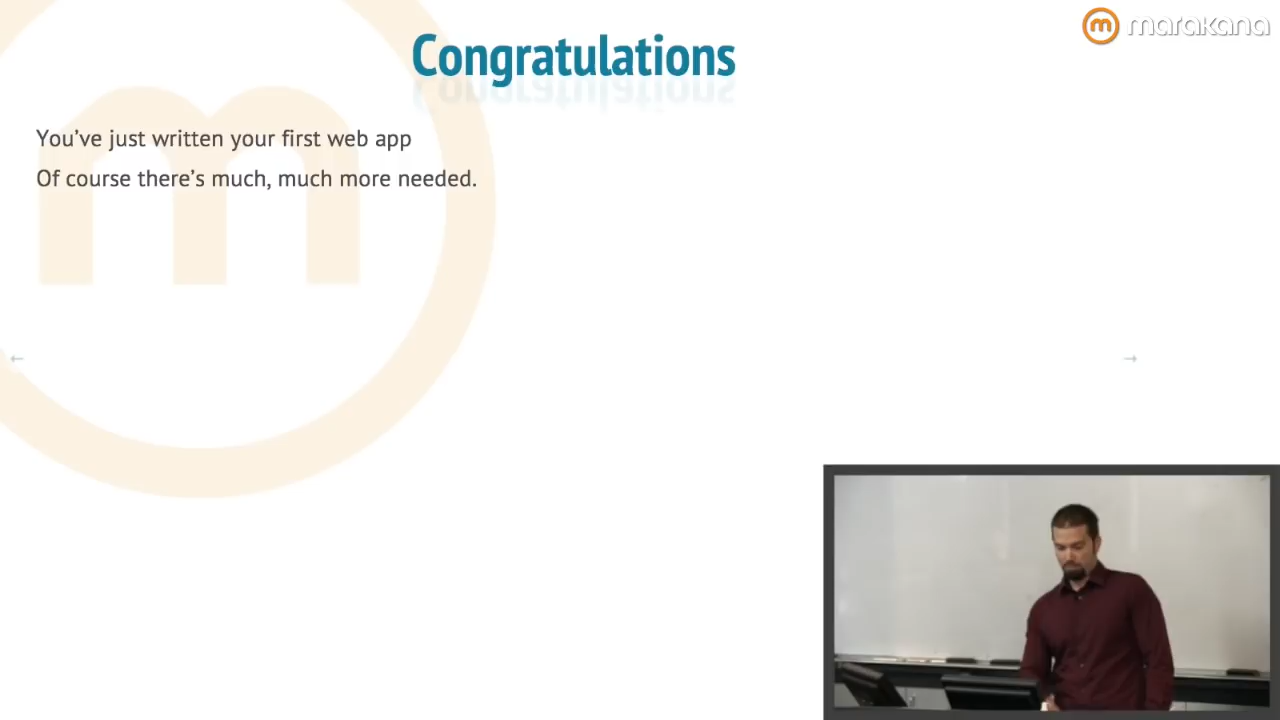 marakana
Congratulations
You’ve just written your first web app
Of course there’s much, much more needed.